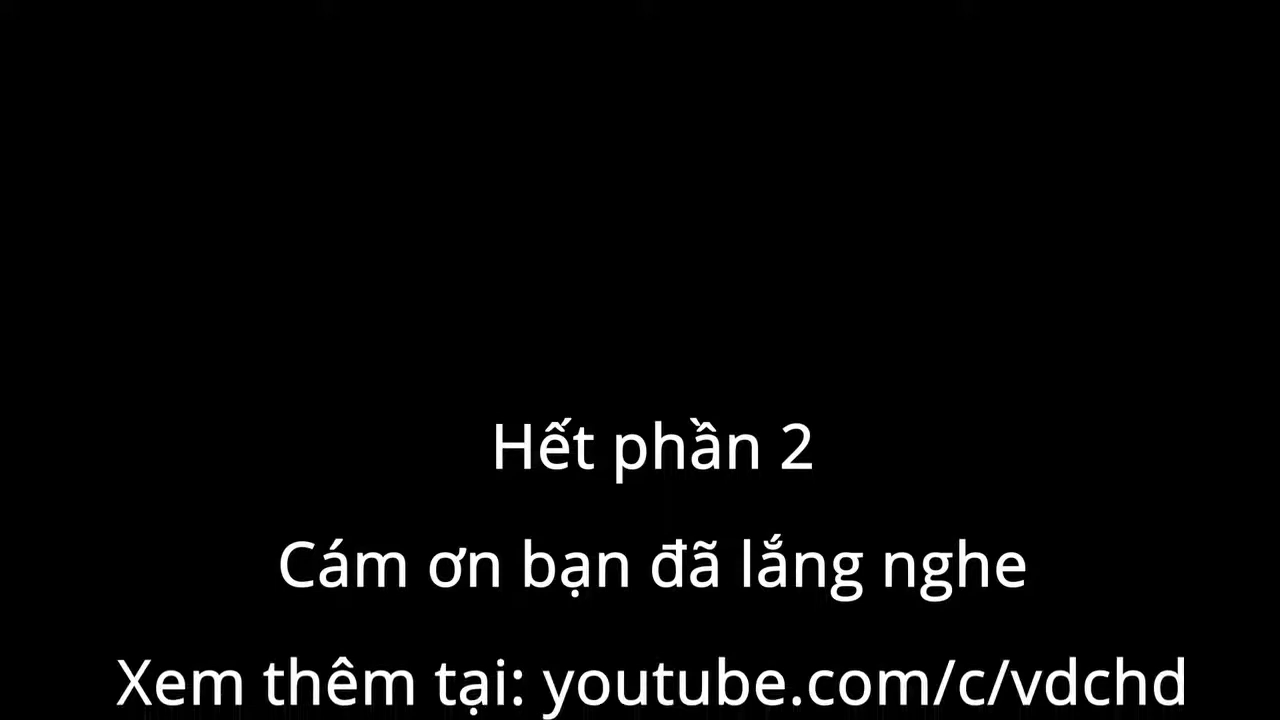 Hết phần 2
Cám ơn bạn đã lắng nghe
Xem thêm tại: youtube.com/c/vdchd